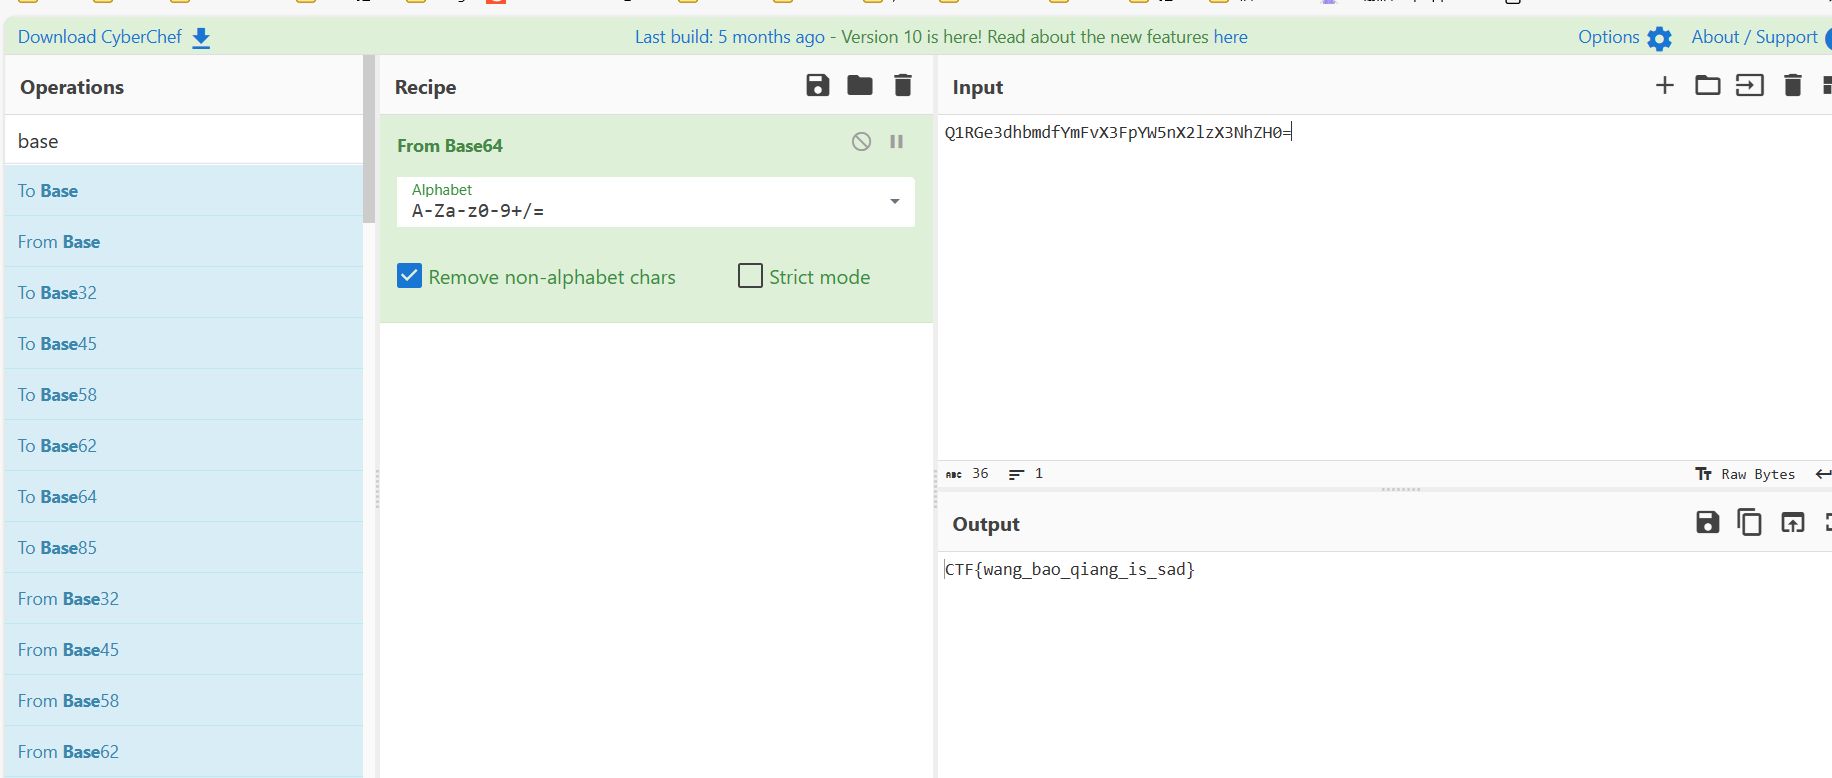 Download CyberChef
Last build: 5 months ago - Version 10 is here! Read about the new features here
Options
About / Support
Operations
base
To Base
From Base
To Base32
To Base45
To Base58
To Base62
To Base64
To Base85
From Base32
From Base45
From Base58
From Base62
Recipe
From Base64
Alphabet
A-Za-z0-9+/=
Remove non-alphabet chars
Strict mode
Input
Q1RGe3dhbmdfYmFvX3FpYW5nX2lzX3NhZH0=
ABC 36 1
Tт Raw Bytes
Output
CTF{wang_bao_qiang_is_sad}